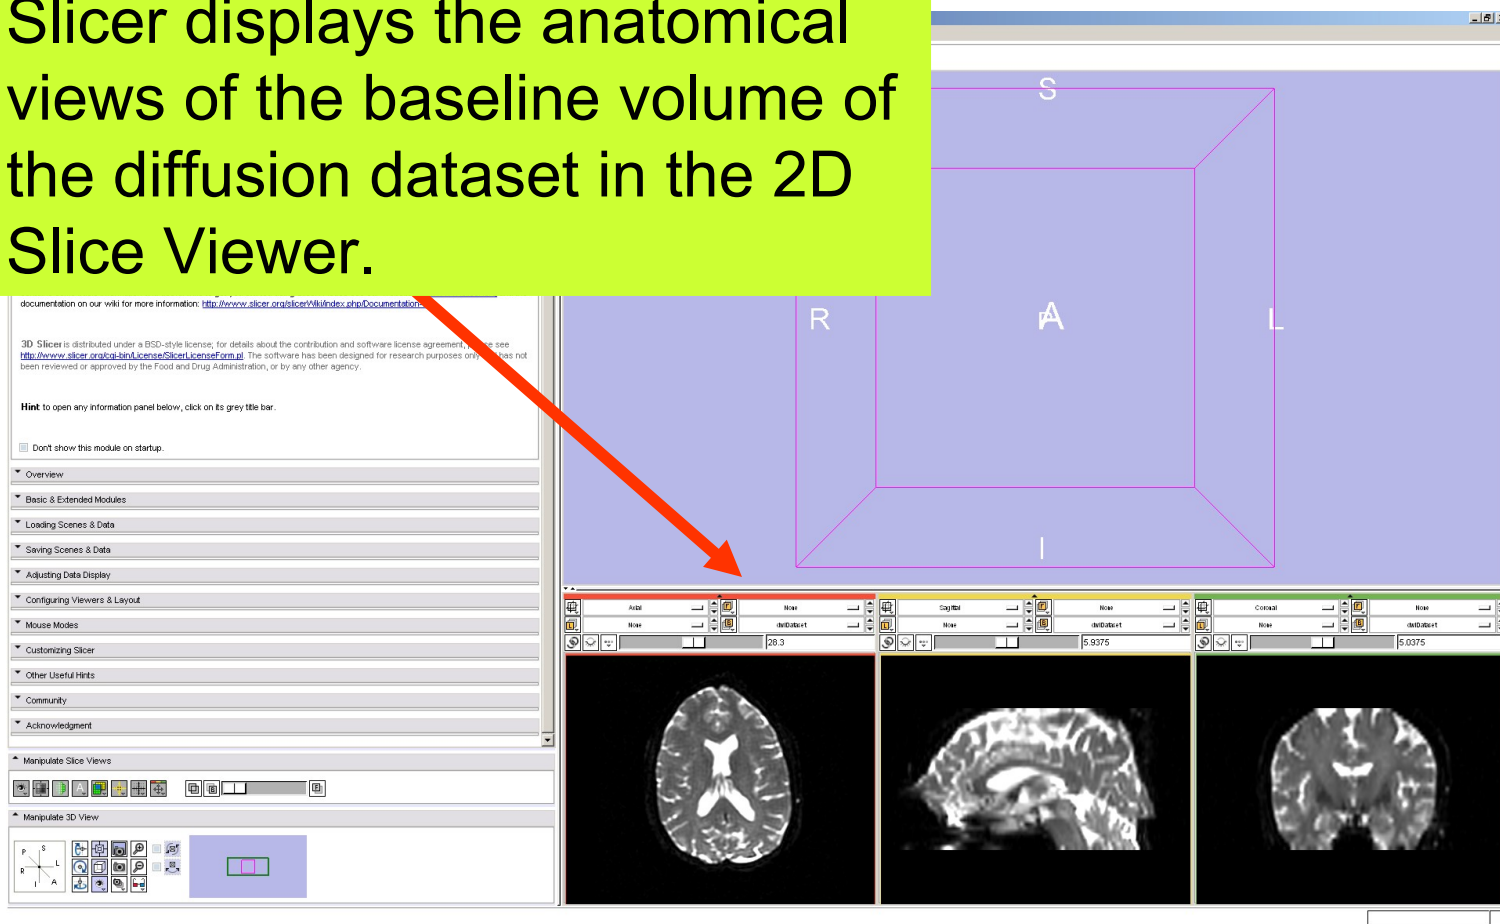 Slicer displays the anatomical
views of the baseline volume of
the diffusion dataset in the 2D
Slice Viewer.
S
R
A
P
L
I
documentation on our wiki for more information: http://www.slicer.org/slicerWiki/index.php/Documentation
3D Slicer is distributed under a BSD-style license; for details about the contribution and software license agreement, see
http://www.slicer.org/cgi-bin/License/SlicerLicenseForm.pl. The software has been designed for research purposes only has not
been reviewed or approved by the Food and Drug Administration, or by any other agency.
Hint to open any information panel below, click on its grey title bar.
Don't show this module on startup.
Overview
Basic & Extended Modules
Loading Scenes & Data
Saving Scenes & Data
Adjusting Data Display
Configuring Viewers & Layout
Mouse Modes
Customizing Slicer
Other Useful Hints
Community
Acknowledgment
Manipulate Slice Views
Manipulate 3D View
P S
R L
I A
Axial None
None dwiDataset
28.3
Sagittal None
None dwiDataset
5.9375
Coronal None
None dwiDataset
5.0375